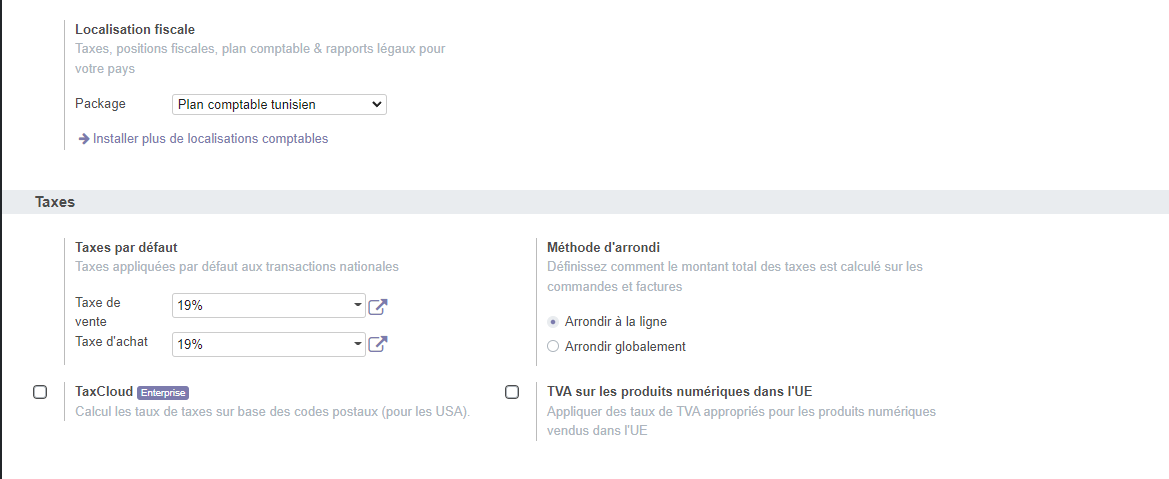 Localisation fiscale
Taxes, positions fiscales, plan comptable & rapports légaux pour
votre pays
Package
Plan comptable tunisien
Installer plus de localisations comptables
Taxes
Taxes par défaut
Taxes appliquées par défaut aux transactions nationales
Taxe de
vente
19%
Taxe d'achat
19%
Méthode d'arrondi
Définissez comment le montant total des taxes est calculé sur les
commandes et factures
Arrondir à la ligne
Arrondir globalement
TaxCloud Enterprise
Calcul les taux de taxes sur base des codes postaux (pour les USA).
TVA sur les produits numériques dans l'UE
Appliquer des taux de TVA appropriés pour les produits numériques
vendus dans l'UE